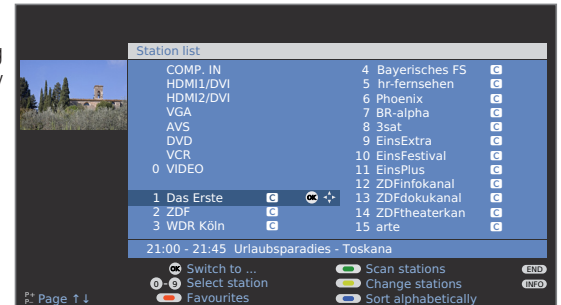 Station list
COMP. IN
HDMI1/DVI
HDMI2/DVI
VGA
AVS
DVD
VCR
0 VIDEO
1 Das Erste C OK
2 ZDF C
3 WDR Köln C
4 Bayerisches FS C
5 hr-fernsehen C
6 Phoenix C
7 BR-alpha C
8 3sat C
9 EinsExtra C
10 EinsFestival C
11 EinsPlus C
12 ZDFinfokanal C
13 ZDFdokukanal C
14 ZDFtheaterkan C
15 arte C
21:00 - 21:45 Urlaubsparadies - Toskana
OK Switch to ...
0-9 Select station
Favourites
Scan stations END
Change stations INFO
Sort alphabetically
P+ P- Page ↑↓